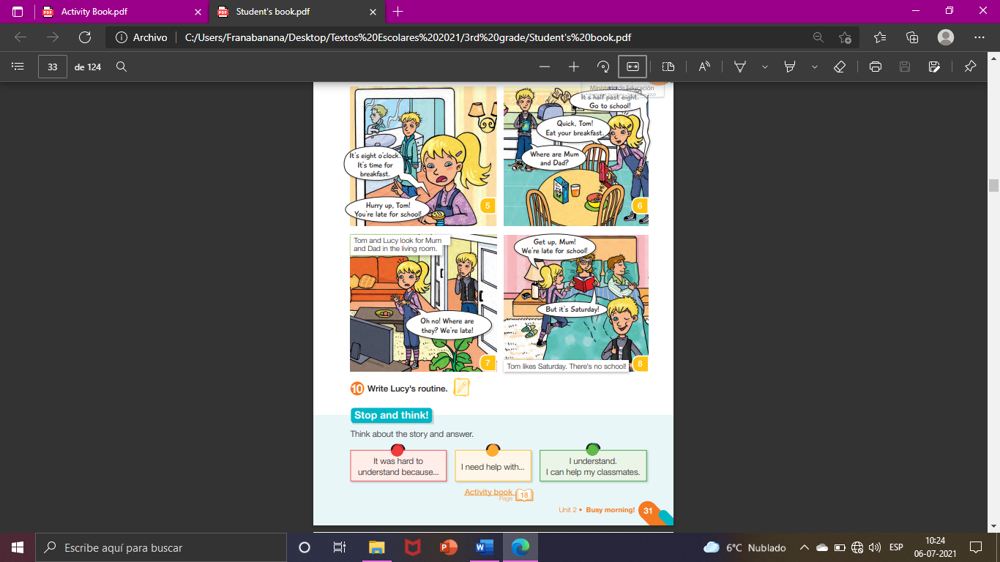 Activity Book.pdf
Student's book.pdf
Archivo
C:/Users/Franabanana/Desktop/Textos%20Escolares%202021/3rd%20grade/Student's%20book.pdf
33 de 124
Ministerio de Educación
It's eight o'clock.
It's time for
breakfast.
Hurry up, Tom!
You're late for school!
5
It's half past eight.
Go to school!
Quick, Tom!
Eat your breakfast.
Where are Mum
and Dad?
6
Tom and Lucy look for Mum
and Dad in the living room.
Oh no! Where are
they? We're late!
7
Get up, Mum!
We're late for school!
But it's Saturday!
Tom likes Saturday. There's no school!
8
10 Write Lucy's routine.
Stop and think!
Think about the story and answer.
It was hard to
understand because...
I need help with...
I understand.
I can help my classmates.
Activity book
Page 18
Unit 2 • Busy morning! 31
Escribe aquí para buscar
6°C Nublado
ESP
10:24
06-07-2021